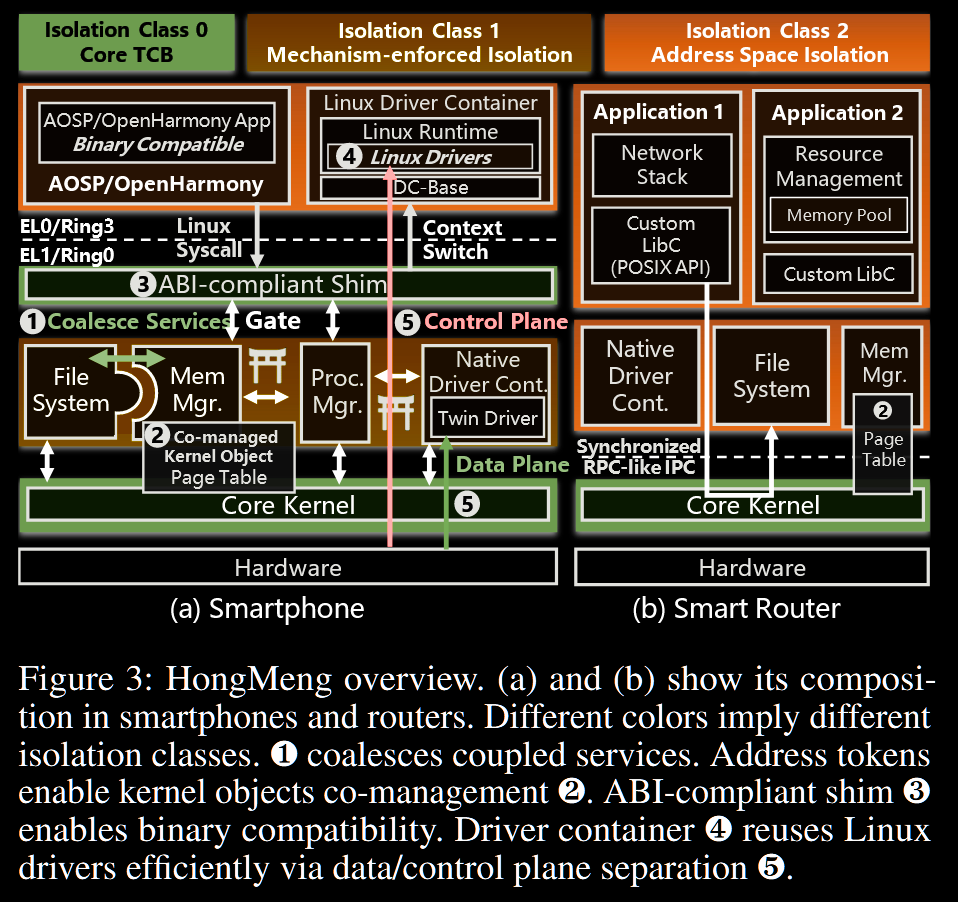 Isolation Class 0
Core TCB
Isolation Class 1
Mechanism-enforced Isolation
Isolation Class 2
Address Space Isolation
AOSP/OpenHarmony App
Binary Compatible
AOSP/OpenHarmony
Linux Driver Container
Linux Runtime
❹ Linux Drivers
DC-Base
EL0/Ring3
EL1/Ring0
Linux
Syscall
Context
Switch
❸ ABI-compliant Shim
❶ Coalesce Services
Gate
❺ Control Plane
File
System
Mem
Mgr.
Proc.
Mgr.
Native
Driver Cont.
Twin Driver
❷ Co-managed
Kernel Object
Page Table
Data Plane
Core Kernel
❺
Hardware
(a) Smartphone
Application 1
Network
Stack
Custom
LibC
(POSIX API)
Application 2
Resource
Management
Memory Pool
Custom LibC
Native
Driver
Cont.
File
System
Mem
Mgr.
❷
Page
Table
Synchronized
RPC-like IPC
Core Kernel
Hardware
(b) Smart Router
Figure 3: HongMeng overview. (a) and (b) show its composi-
tion in smartphones and routers. Different colors imply different
isolation classes. ❶ coalesces coupled services. Address tokens
enable kernel objects co-management ❷. ABI-compliant shim ❸
enables binary compatibility. Driver container ❹ reuses Linux
drivers efficiently via data/control plane separation ❺.